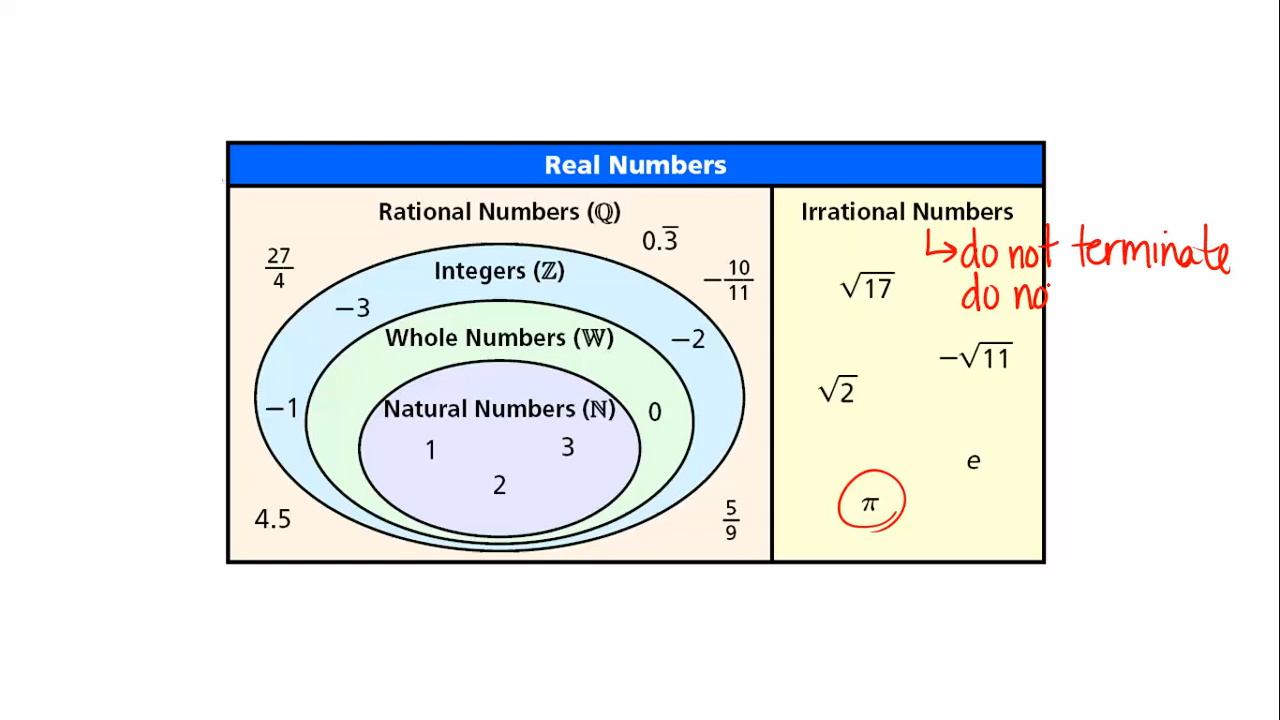 Real Numbers
Rational Numbers (ℚ)
Irrational Numbers
0.3̅
27/4
Integers (ℤ)
−10/11
↳do not terminate
√17
do no
−3
Whole Numbers (𝕎)
−2
−√11
√2
−1
Natural Numbers (ℕ)
0
1
3
2
e
π
4.5
5/9